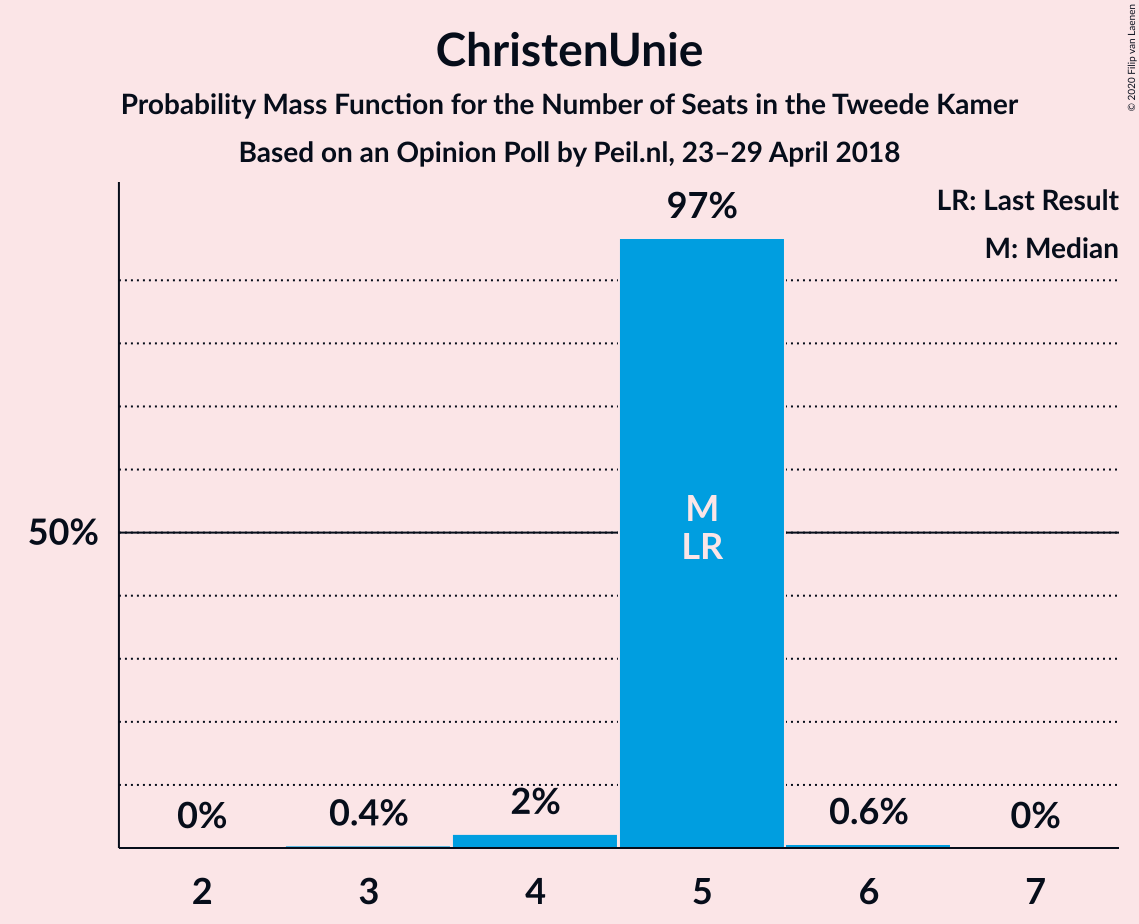 ChristenUnie
Probability Mass Function for the Number of Seats in the Tweede Kamer
Based on an Opinion Poll by Peil.nl, 23–29 April 2018
© 2020 Filip van Laenen
LR: Last Result
M: Median
97%
50%
M
LR
0%
0.4%
2%
0.6%
0%
2
3
4
5
6
7